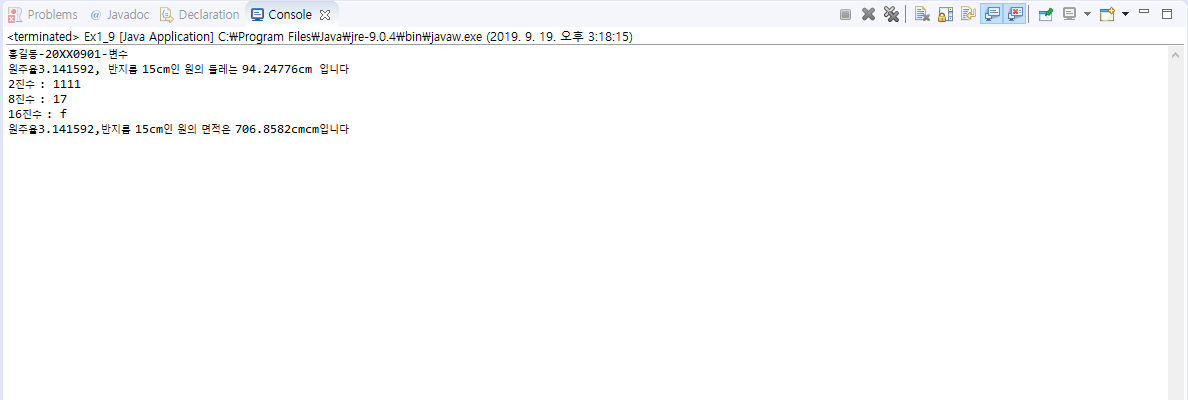 Problems @ Javadoc Declaration Console
<terminated> Ex1_9 [Java Application] C:₩Program Files₩Java₩jre-9.0.4₩bin₩javaw.exe (2019. 9. 19. 오후 3:18:15)
홍길동-20XX0901-변수
원주율3.141592, 반지름 15cm인 원의 둘레는 94.24776cm 입니다
2진수 : 1111
8진수 : 17
16진수 : f
원주율3.141592,반지름 15cm인 원의 면적은 706.8582cmcm입니다